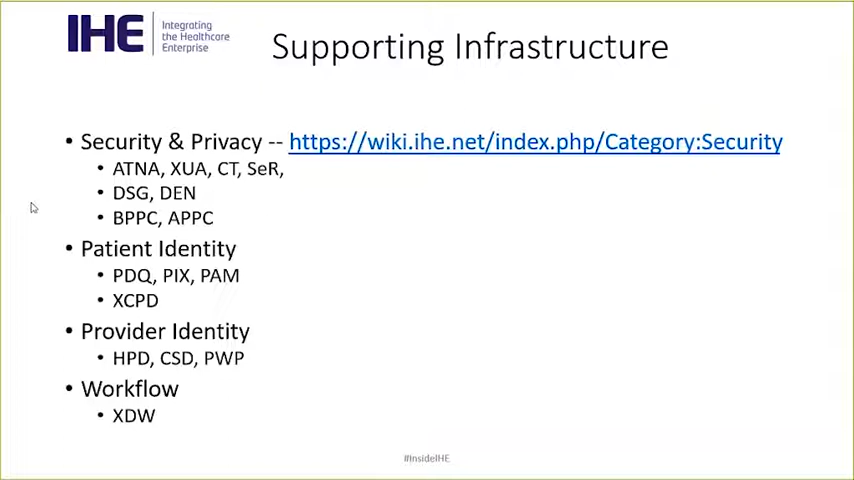 IHE
Integrating
the Healthcare
Enterprise
Supporting Infrastructure
• Security & Privacy -- https://wiki.ihe.net/index.php/Category:Security
• ATNA, XUA, CT, SeR,
• DSG, DEN
• BPPC, APPC
• Patient Identity
• PDQ, PIX, PAM
• XCPD
• Provider Identity
• HPD, CSD, PWP
• Workflow
• XDW
#InsideIHE